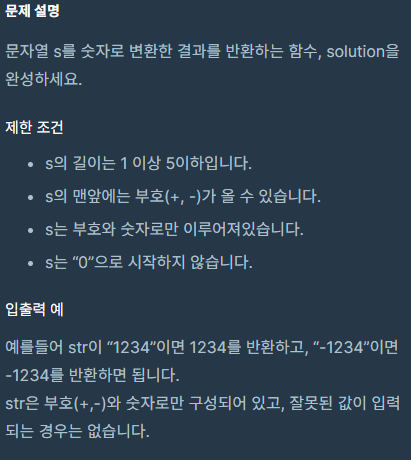 문제 설명
문자열 s를 숫자로 변환한 결과를 반환하는 함수, solution을
완성하세요.
제한 조건
• s의 길이는 1 이상 5이하입니다.
• s의 맨앞에는 부호(+, -)가 올 수 있습니다.
• s는 부호와 숫자로만 이루어져있습니다.
• s는 “0”으로 시작하지 않습니다.
입출력 예
예를들어 str이 “1234”이면 1234를 반환하고, “-1234”이면
-1234를 반환하면 됩니다.
str은 부호(+,-)와 숫자로만 구성되어 있고, 잘못된 값이 입력
되는 경우는 없습니다.